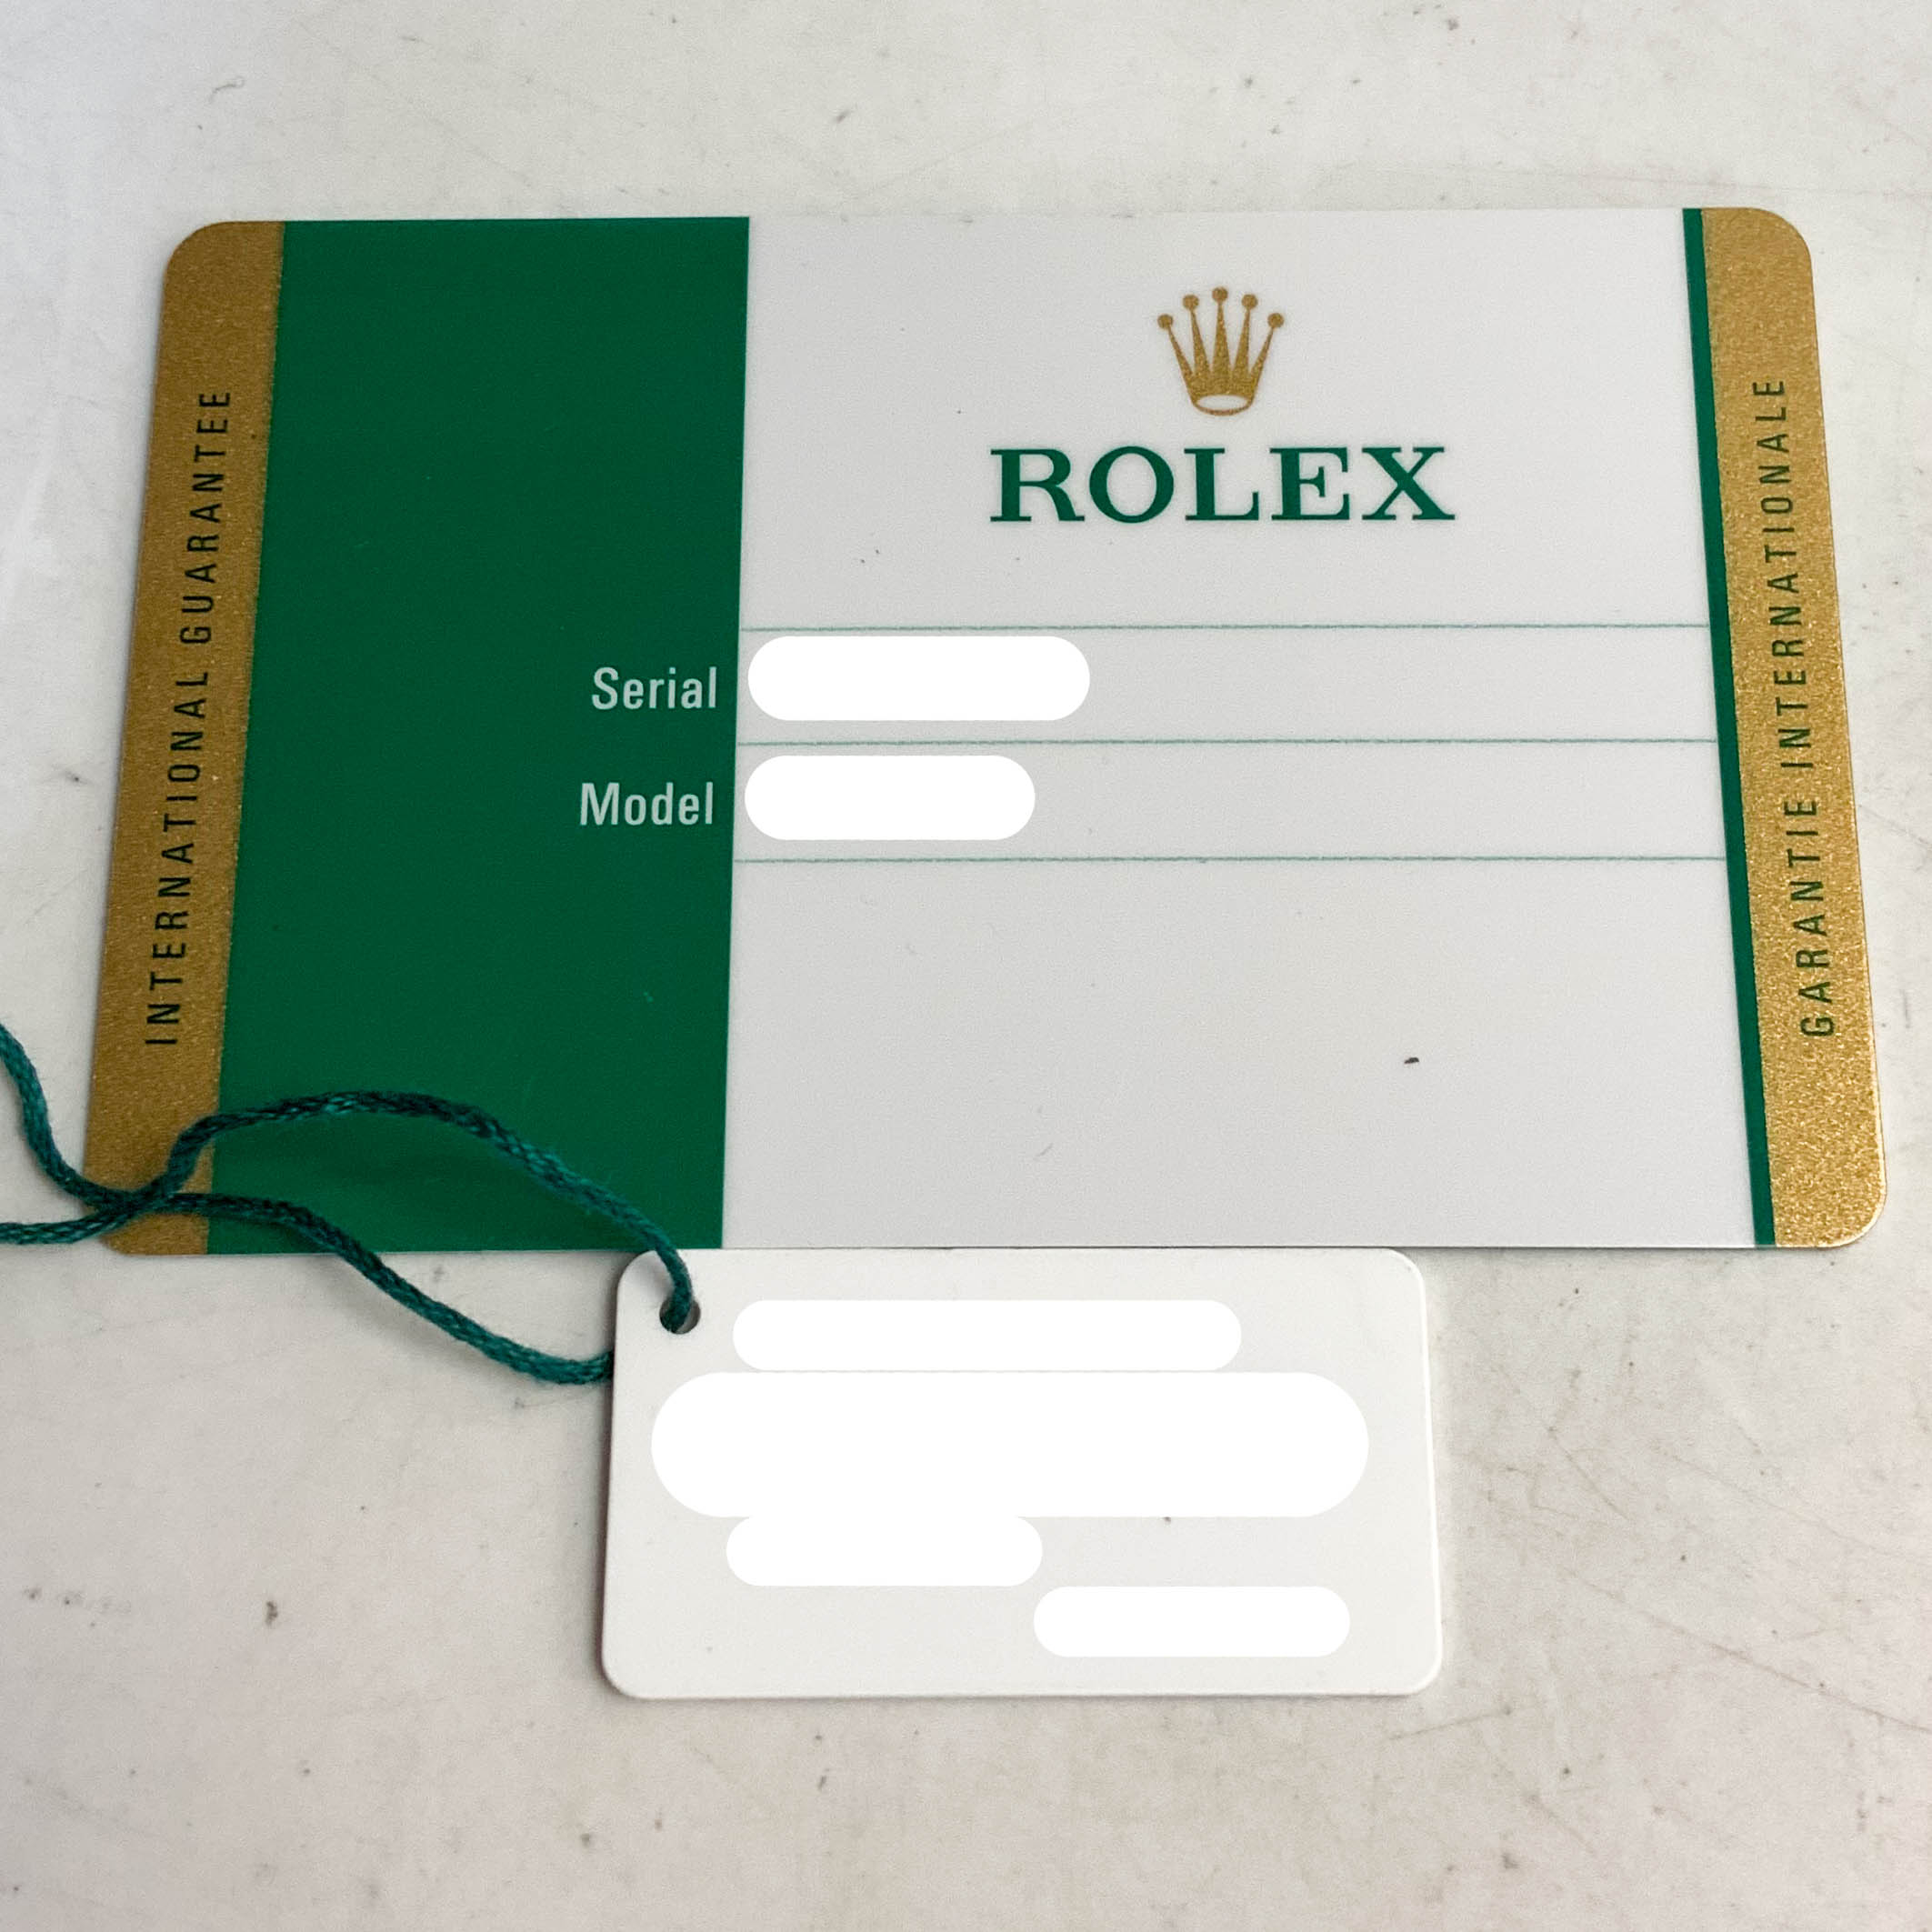 INTERNATIONAL GUARANTEE
ROLEX
Serial
Model
GARANTIE INTERNATIONALE